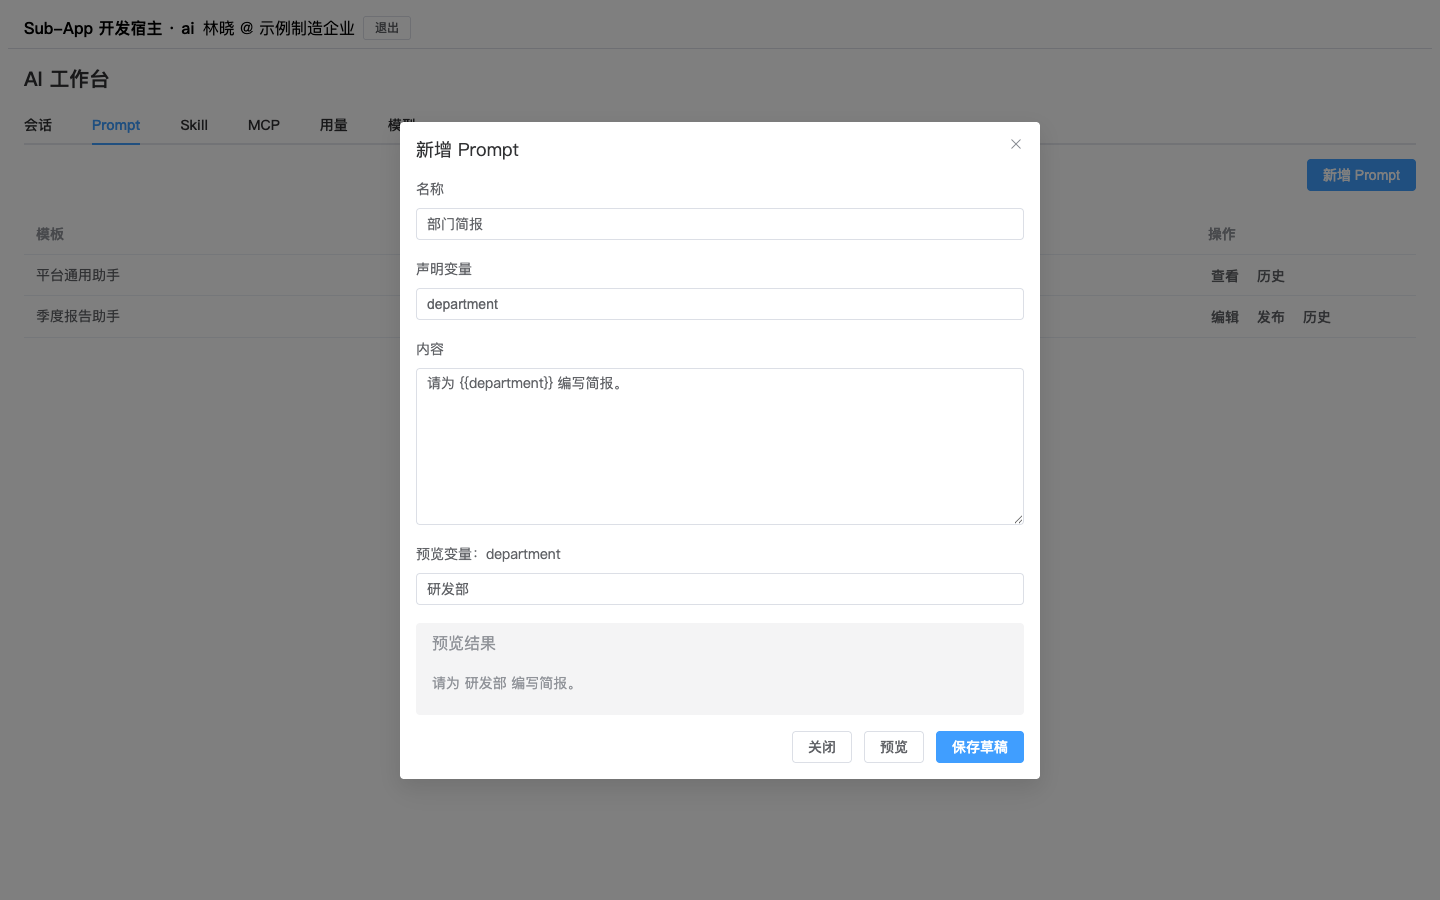 Sub-App 开发宿主 · ai 林晓 @ 示例制造企业 退出
AI 工作台
会话 Prompt Skill MCP 用量 模型
新增 Prompt
模板 操作
平台通用助手 查看 历史
季度报告助手 编辑 发布 历史
新增 Prompt
名称
部门简报
声明变量
department
内容
请为 {{department}} 编写简报。
预览变量：department
研发部
预览结果
请为 研发部 编写简报。
关闭 预览 保存草稿